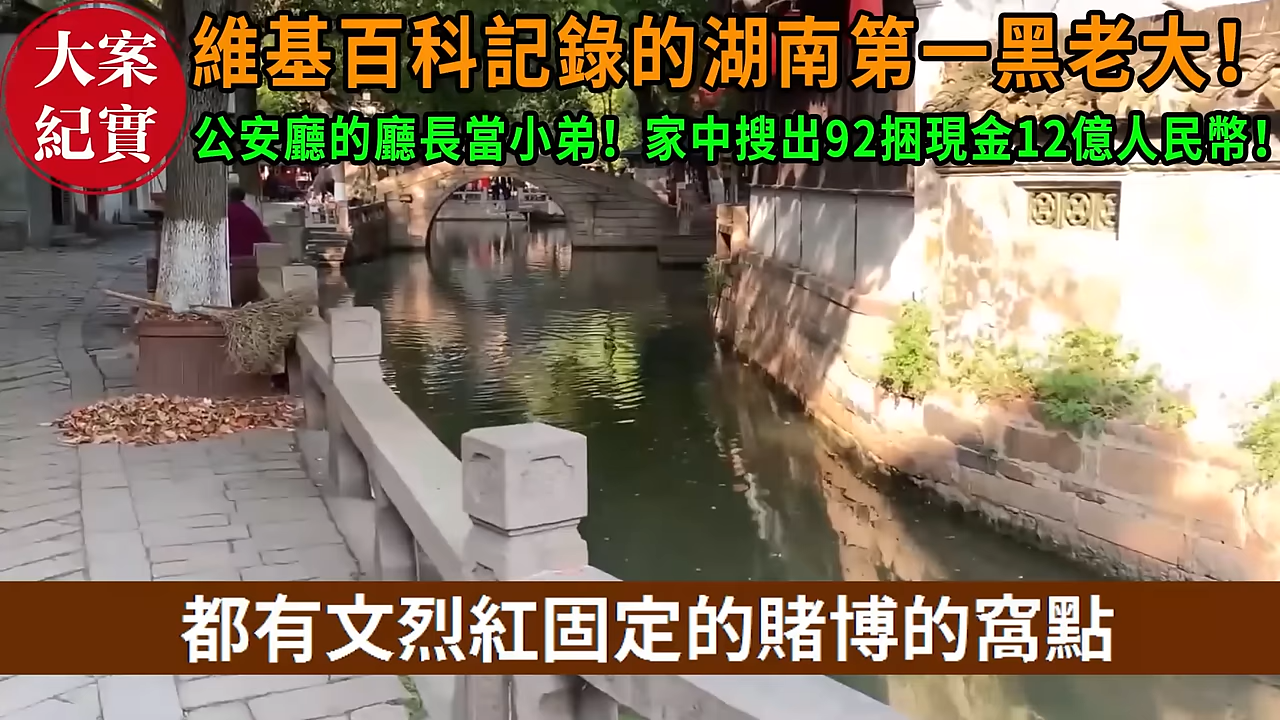 大案
紀實
維基百科記錄的湖南第一黑老大！
公安廳的廳長當小弟！家中搜出92捆現金12億人民幣！
都有文烈紅固定的賭博的窩點